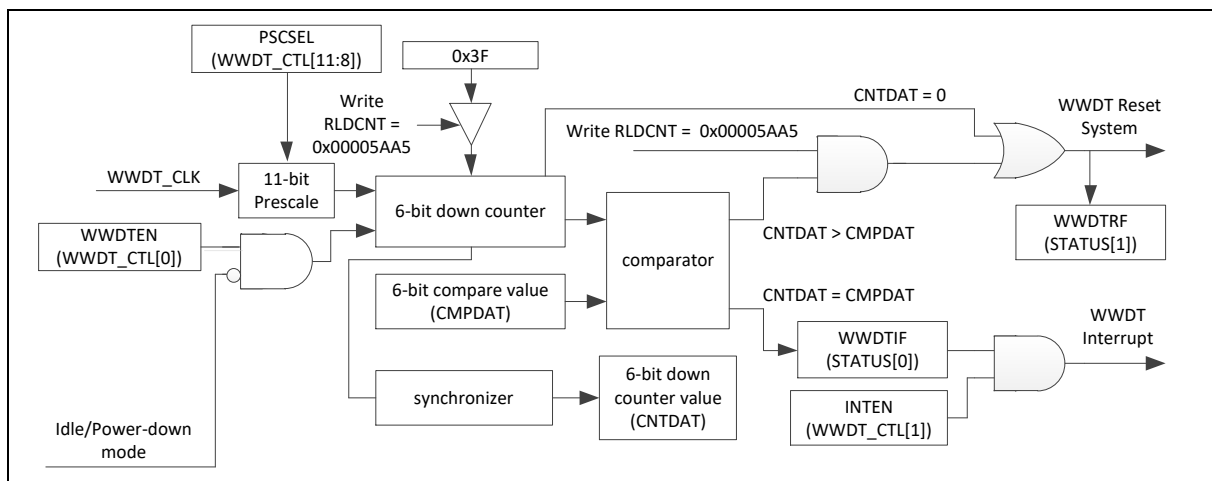 PSCSEL
(WWDT_CTL[11:8])
0x3F
Write
RLDCNT =
0x00005AA5
CNTDAT = 0
WWDT Reset
System
Write RLDCNT =  0x00005AA5
WWDT_CLK
11-bit
Prescale
6-bit down counter
WWDTEN
(WWDT_CTL[0])
comparator
CNTDAT > CMPDAT
WWDTRF
(STATUS[1])
6-bit compare value
(CMPDAT)
CNTDAT = CMPDAT
WWDT
Interrupt
WWDTIF
(STATUS[0])
synchronizer
6-bit down
counter value
(CNTDAT)
INTEN
(WWDT_CTL[1])
Idle/Power-down
mode